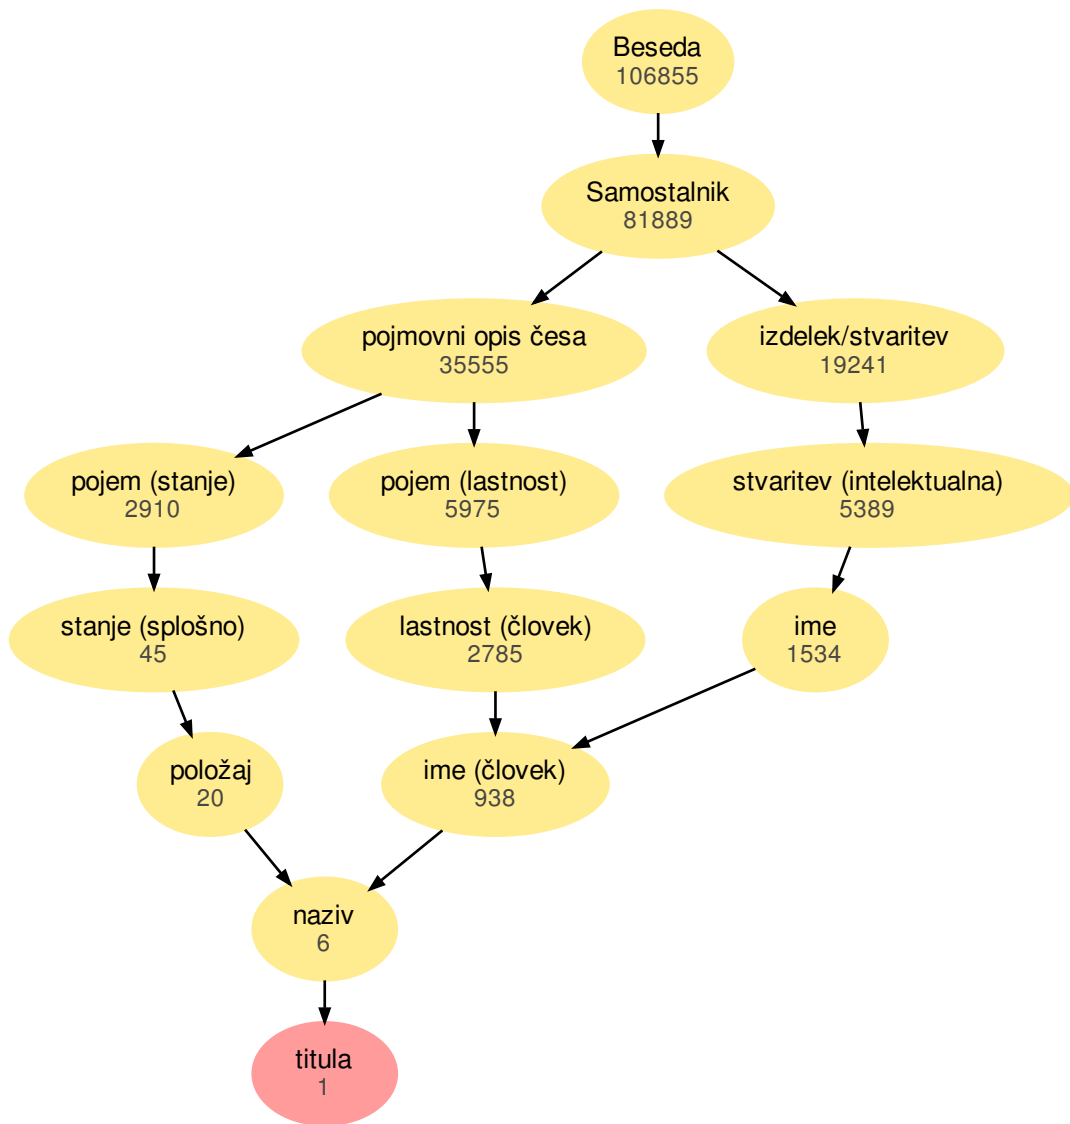 Beseda
106855
Samostalnik
81889
pojmovni opis česa
35555
izdelek/stvaritev
19241
pojem (stanje)
2910
pojem (lastnost)
5975
stvaritev (intelektualna)
5389
stanje (splošno)
45
lastnost (človek)
2785
ime
1534
položaj
20
ime (človek)
938
naziv
6
titula
1